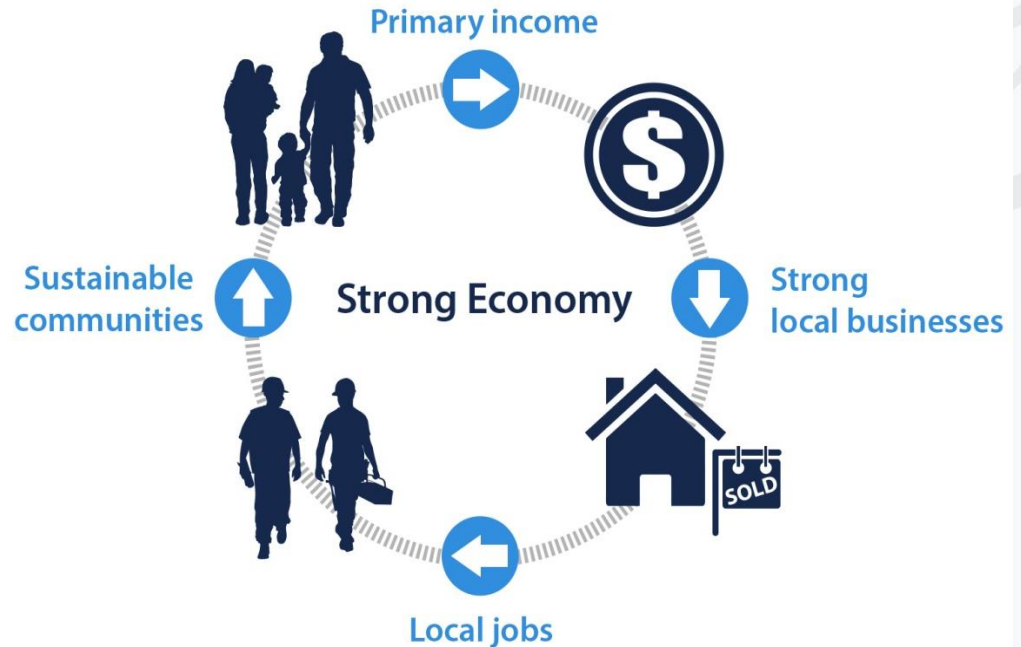 Primary income
$
Sustainable
communities
Strong Economy
Strong
local businesses
SOLD
Local jobs